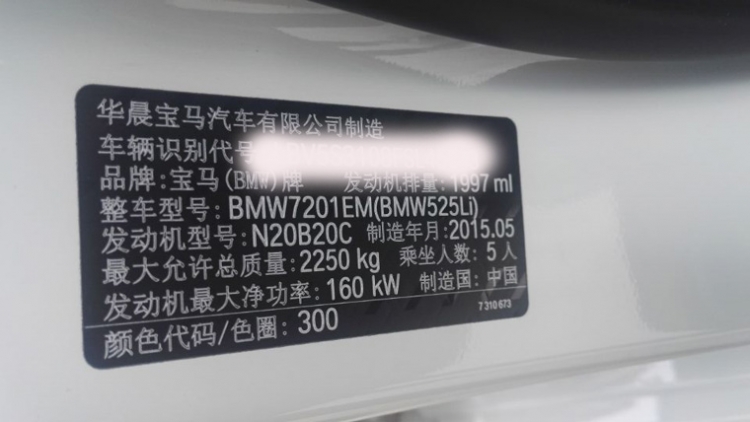 华晨宝马汽车有限公司制造
车辆识别代号
品牌:宝马(BMW)牌 发动机排量:1997 ml
整车型号:BMW7201EM(BMW525Li)
发动机型号:N20B20C 制造年月:2015.05
最大允许总质量:2250 kg 乘坐人数:5 人
发动机最大净功率:160 kW 制造国:中国
7 310 673
颜色代码/色圈:300